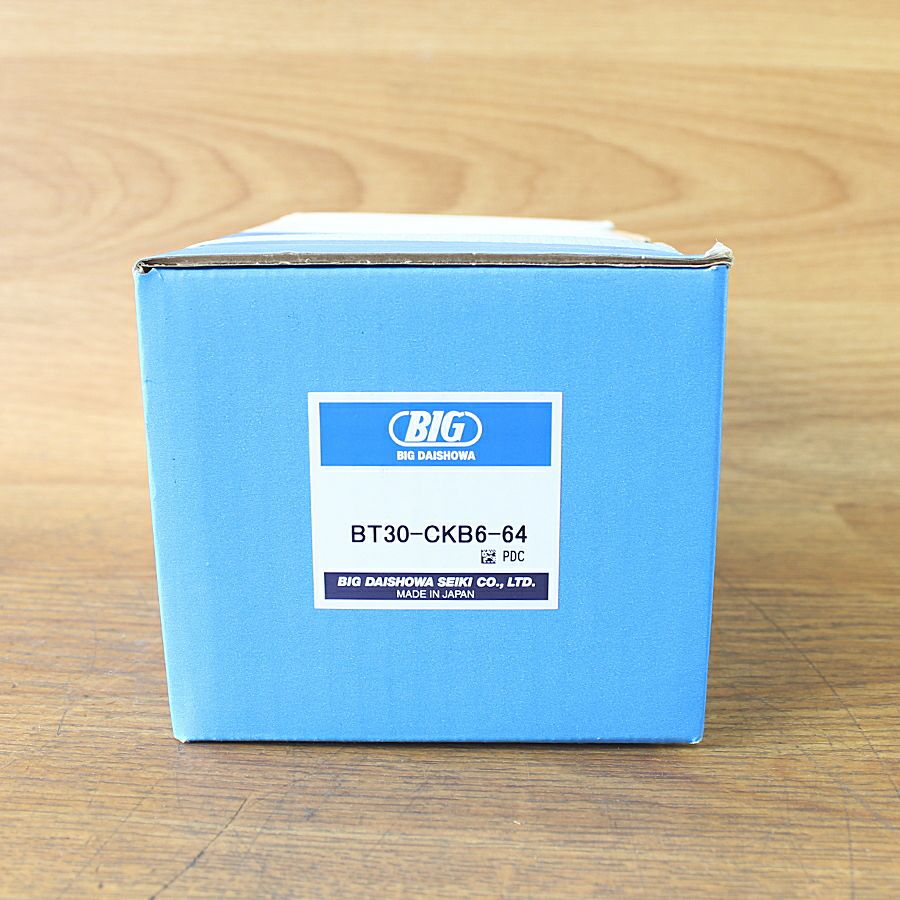 BIG
BIG DAISHOWA
BT30-CKB6-64
PDC
BIG DAISHOWA SEIKI CO., LTD.
MADE IN JAPAN